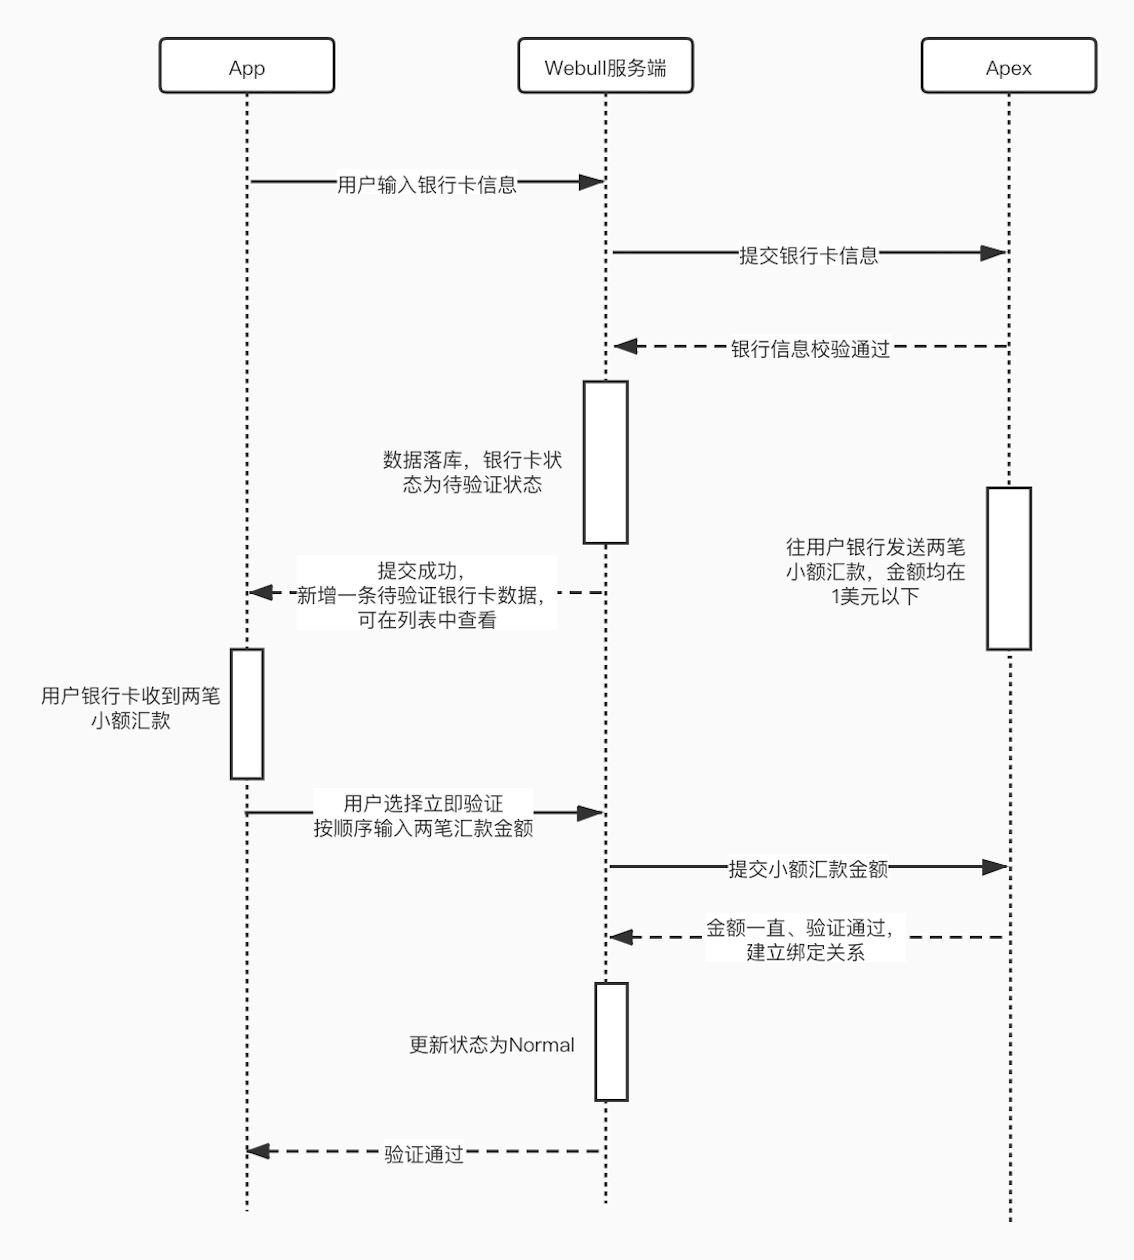 App
Webull服务端
Apex
用户输入银行卡信息
提交银行卡信息
银行信息校验通过
数据落库，银行卡状
态为待验证状态
往用户银行发送两笔
小额汇款，金额均在
1美元以下
提交成功，
新增一条待验证银行卡数据，
可在列表中查看
用户银行卡收到两笔
小额汇款
用户选择立即验证
按顺序输入两笔汇款金额
提交小额汇款金额
金额一直、验证通过，
建立绑定关系
更新状态为Normal
验证通过